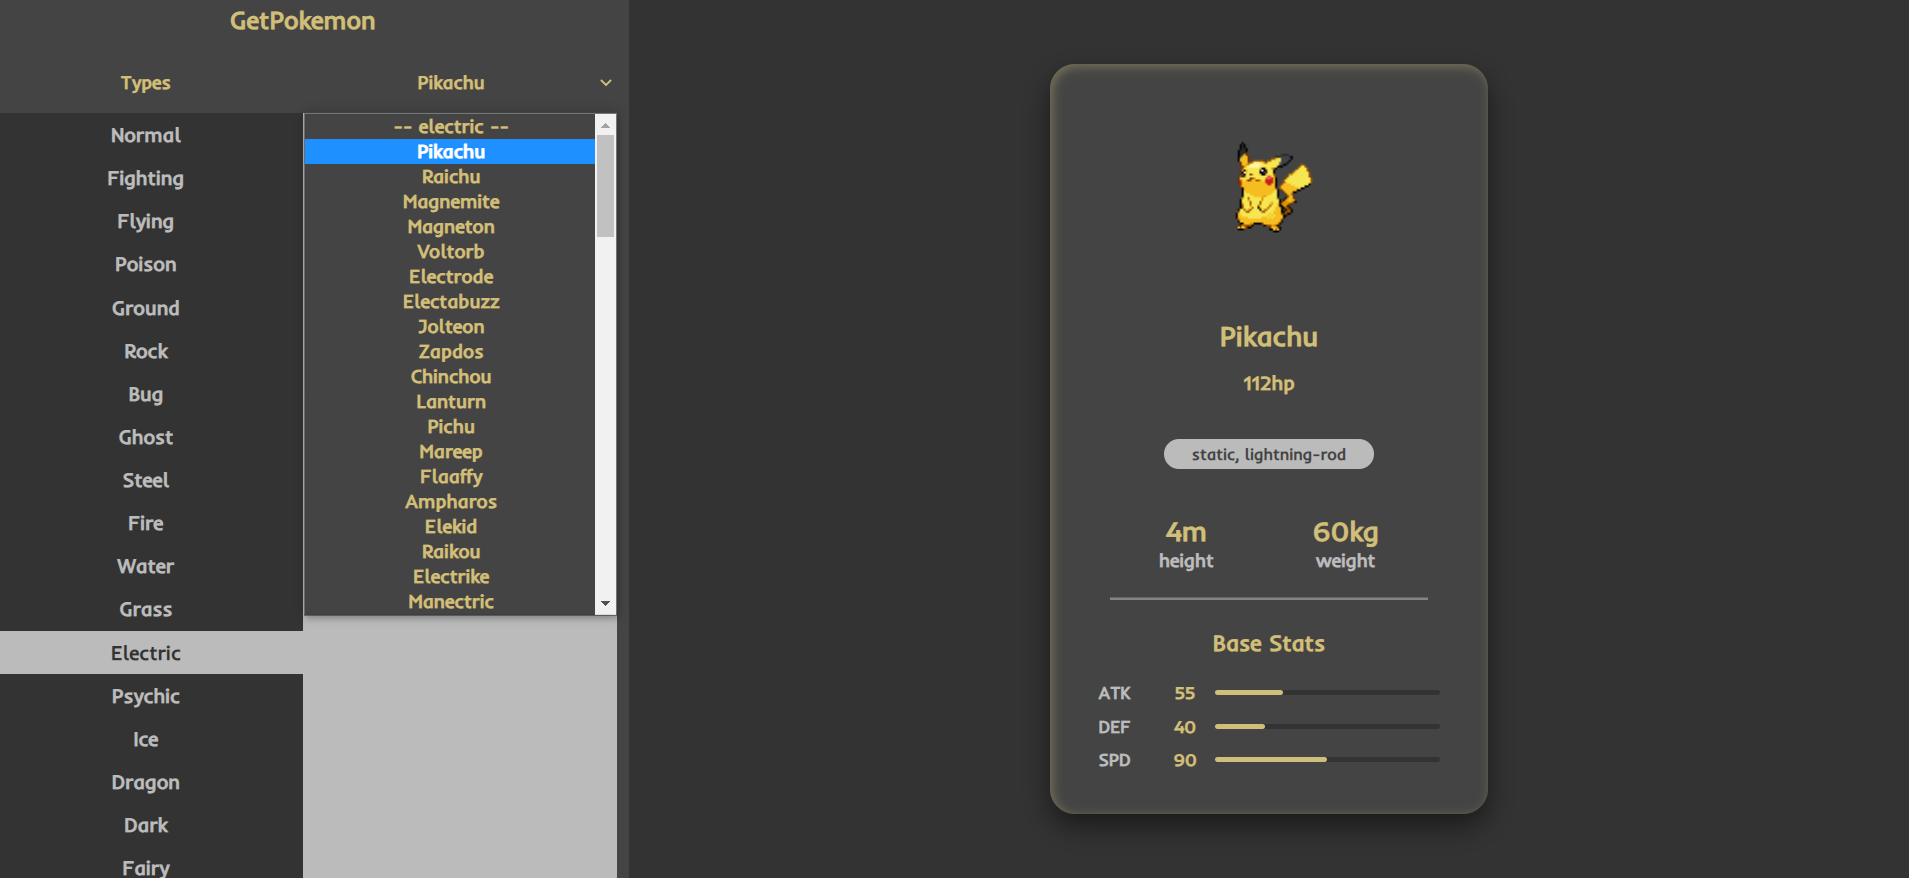 GetPokemon
Types
Pikachu
Normal
Fighting
Flying
Poison
Ground
Rock
Bug
Ghost
Steel
Fire
Water
Grass
Electric
Psychic
Ice
Dragon
Dark
Fairy
-- electric --
Pikachu
Raichu
Magnemite
Magneton
Voltorb
Electrode
Electabuzz
Jolteon
Zapdos
Chinchou
Lanturn
Pichu
Mareep
Flaaffy
Ampharos
Elekid
Raikou
Electrike
Manectric
Pikachu
112hp
static, lightning-rod
4m 60kg
height weight
Base Stats
ATK 55
DEF 40
SPD 90